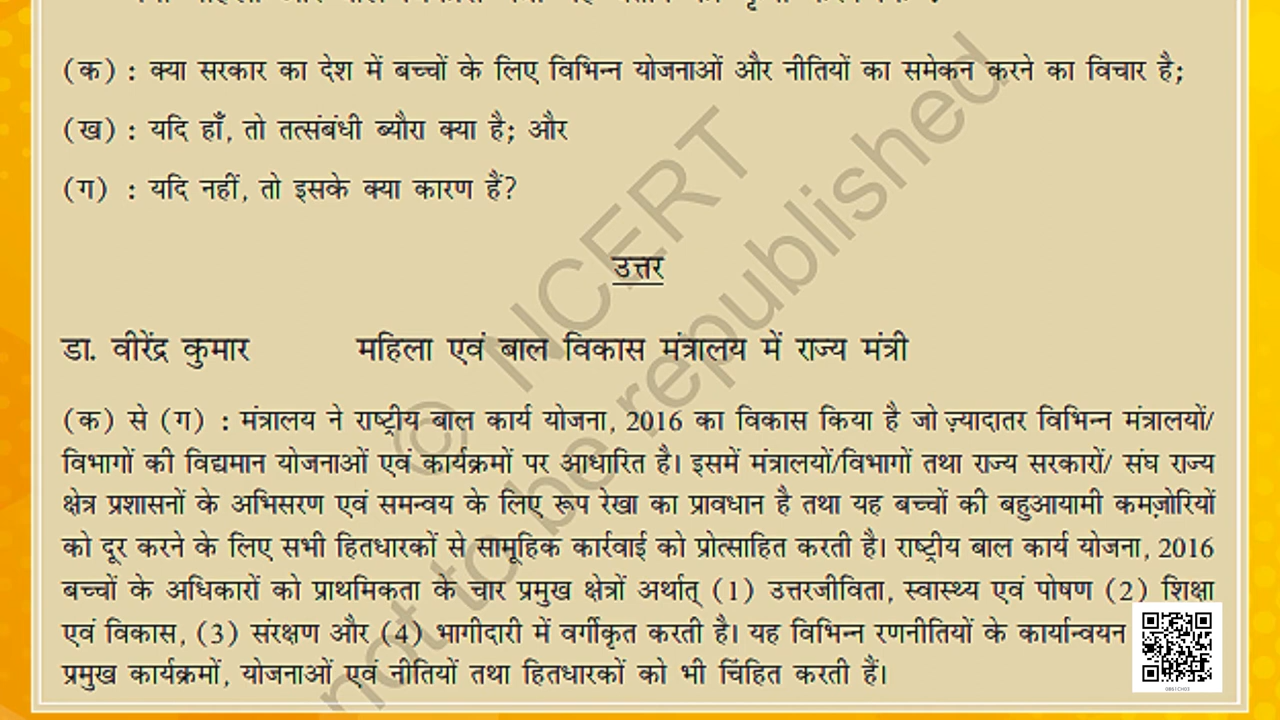 (क) : क्या सरकार का देश में बच्चों के लिए विभिन्न योजनाओं और नीतियों का समेकन करने का विचार है;
(ख) : यदि हाँ, तो तत्संबंधी ब्यौरा क्या है; और
(ग) : यदि नहीं, तो इसके क्या कारण हैं?
उत्तर
डा. वीरेंद्र कुमार महिला एवं बाल विकास मंत्रालय में राज्य मंत्री
(क) से (ग) : मंत्रालय ने राष्ट्रीय बाल कार्य योजना, 2016 का विकास किया है जो ज़्यादातर विभिन्न मंत्रालयों/
विभागों की विद्यमान योजनाओं एवं कार्यक्रमों पर आधारित है। इसमें मंत्रालयों/विभागों तथा राज्य सरकारों/ संघ राज्य
क्षेत्र प्रशासनों के अभिसरण एवं समन्वय के लिए रूप रेखा का प्रावधान है तथा यह बच्चों की बहुआयामी कमज़ोरियों
को दूर करने के लिए सभी हितधारकों से सामूहिक कार्रवाई को प्रोत्साहित करती है। राष्ट्रीय बाल कार्य योजना, 2016
बच्चों के अधिकारों को प्राथमिकता के चार प्रमुख क्षेत्रों अर्थात् (1) उत्तरजीविता, स्वास्थ्य एवं पोषण (2) शिक्षा
एवं विकास, (3) संरक्षण और (4) भागीदारी में वर्गीकृत करती है। यह विभिन्न रणनीतियों के कार्यान्वयन
प्रमुख कार्यक्रमों, योजनाओं एवं नीतियों तथा हितधारकों को भी चिंहित करती हैं।
© NCERT
not to be republished